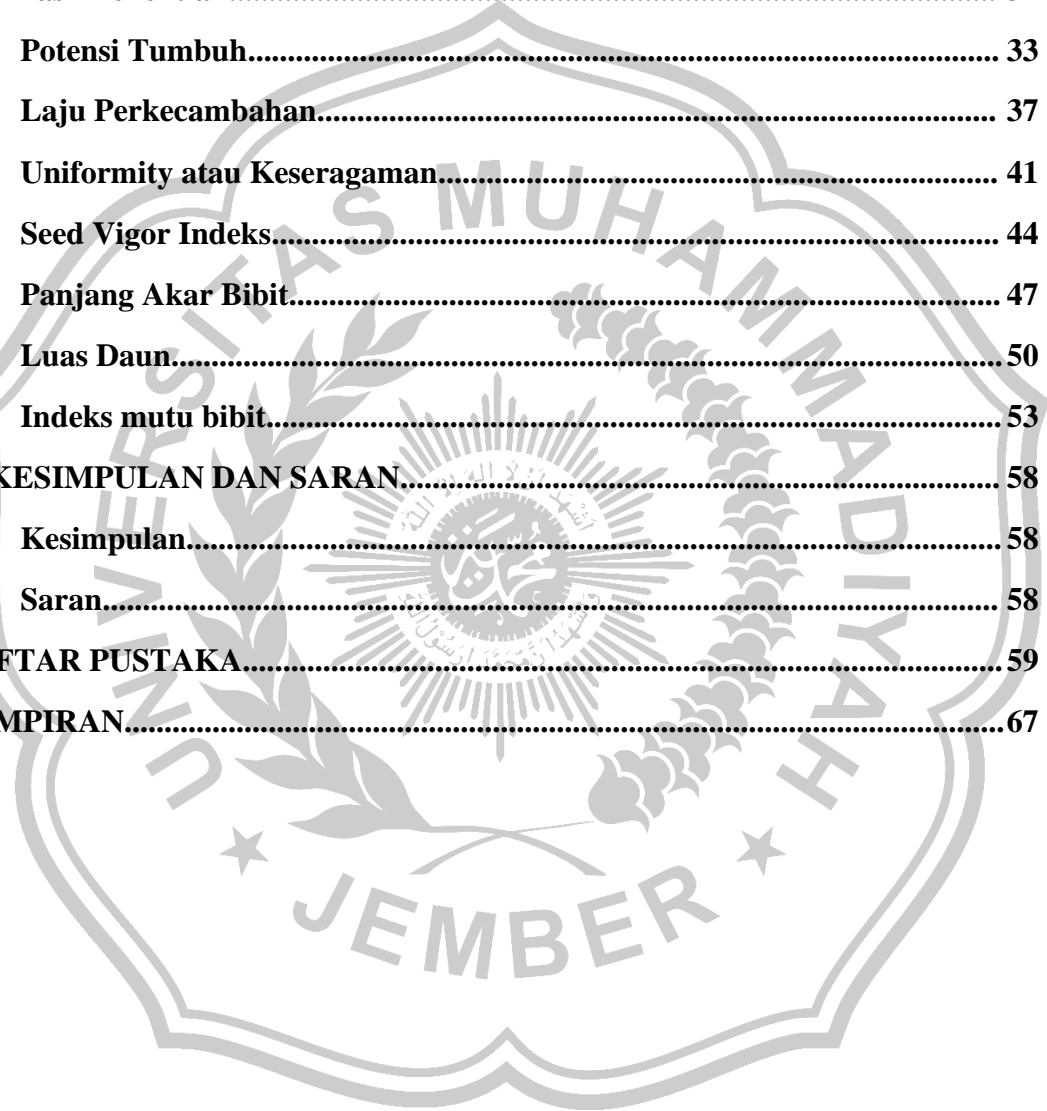 Potensi Tumbuh........................................ 33
Laju Perkecambahan........................................ 37
Uniformity atau Keseragaman........................................ 41
Seed Vigor Indeks........................................ 44
Panjang Akar Bibit........................................ 47
Luas Daun........................................ 50
Indeks mutu bibit........................................ 53
KESIMPULAN DAN SARAN........................................ 58
Kesimpulan........................................ 58
Saran........................................ 58
FTAR PUSTAKA........................................ 59
MPIRAN........................................ 67
UNIVERSITAS MUHAMMADIYAH
JEMBER